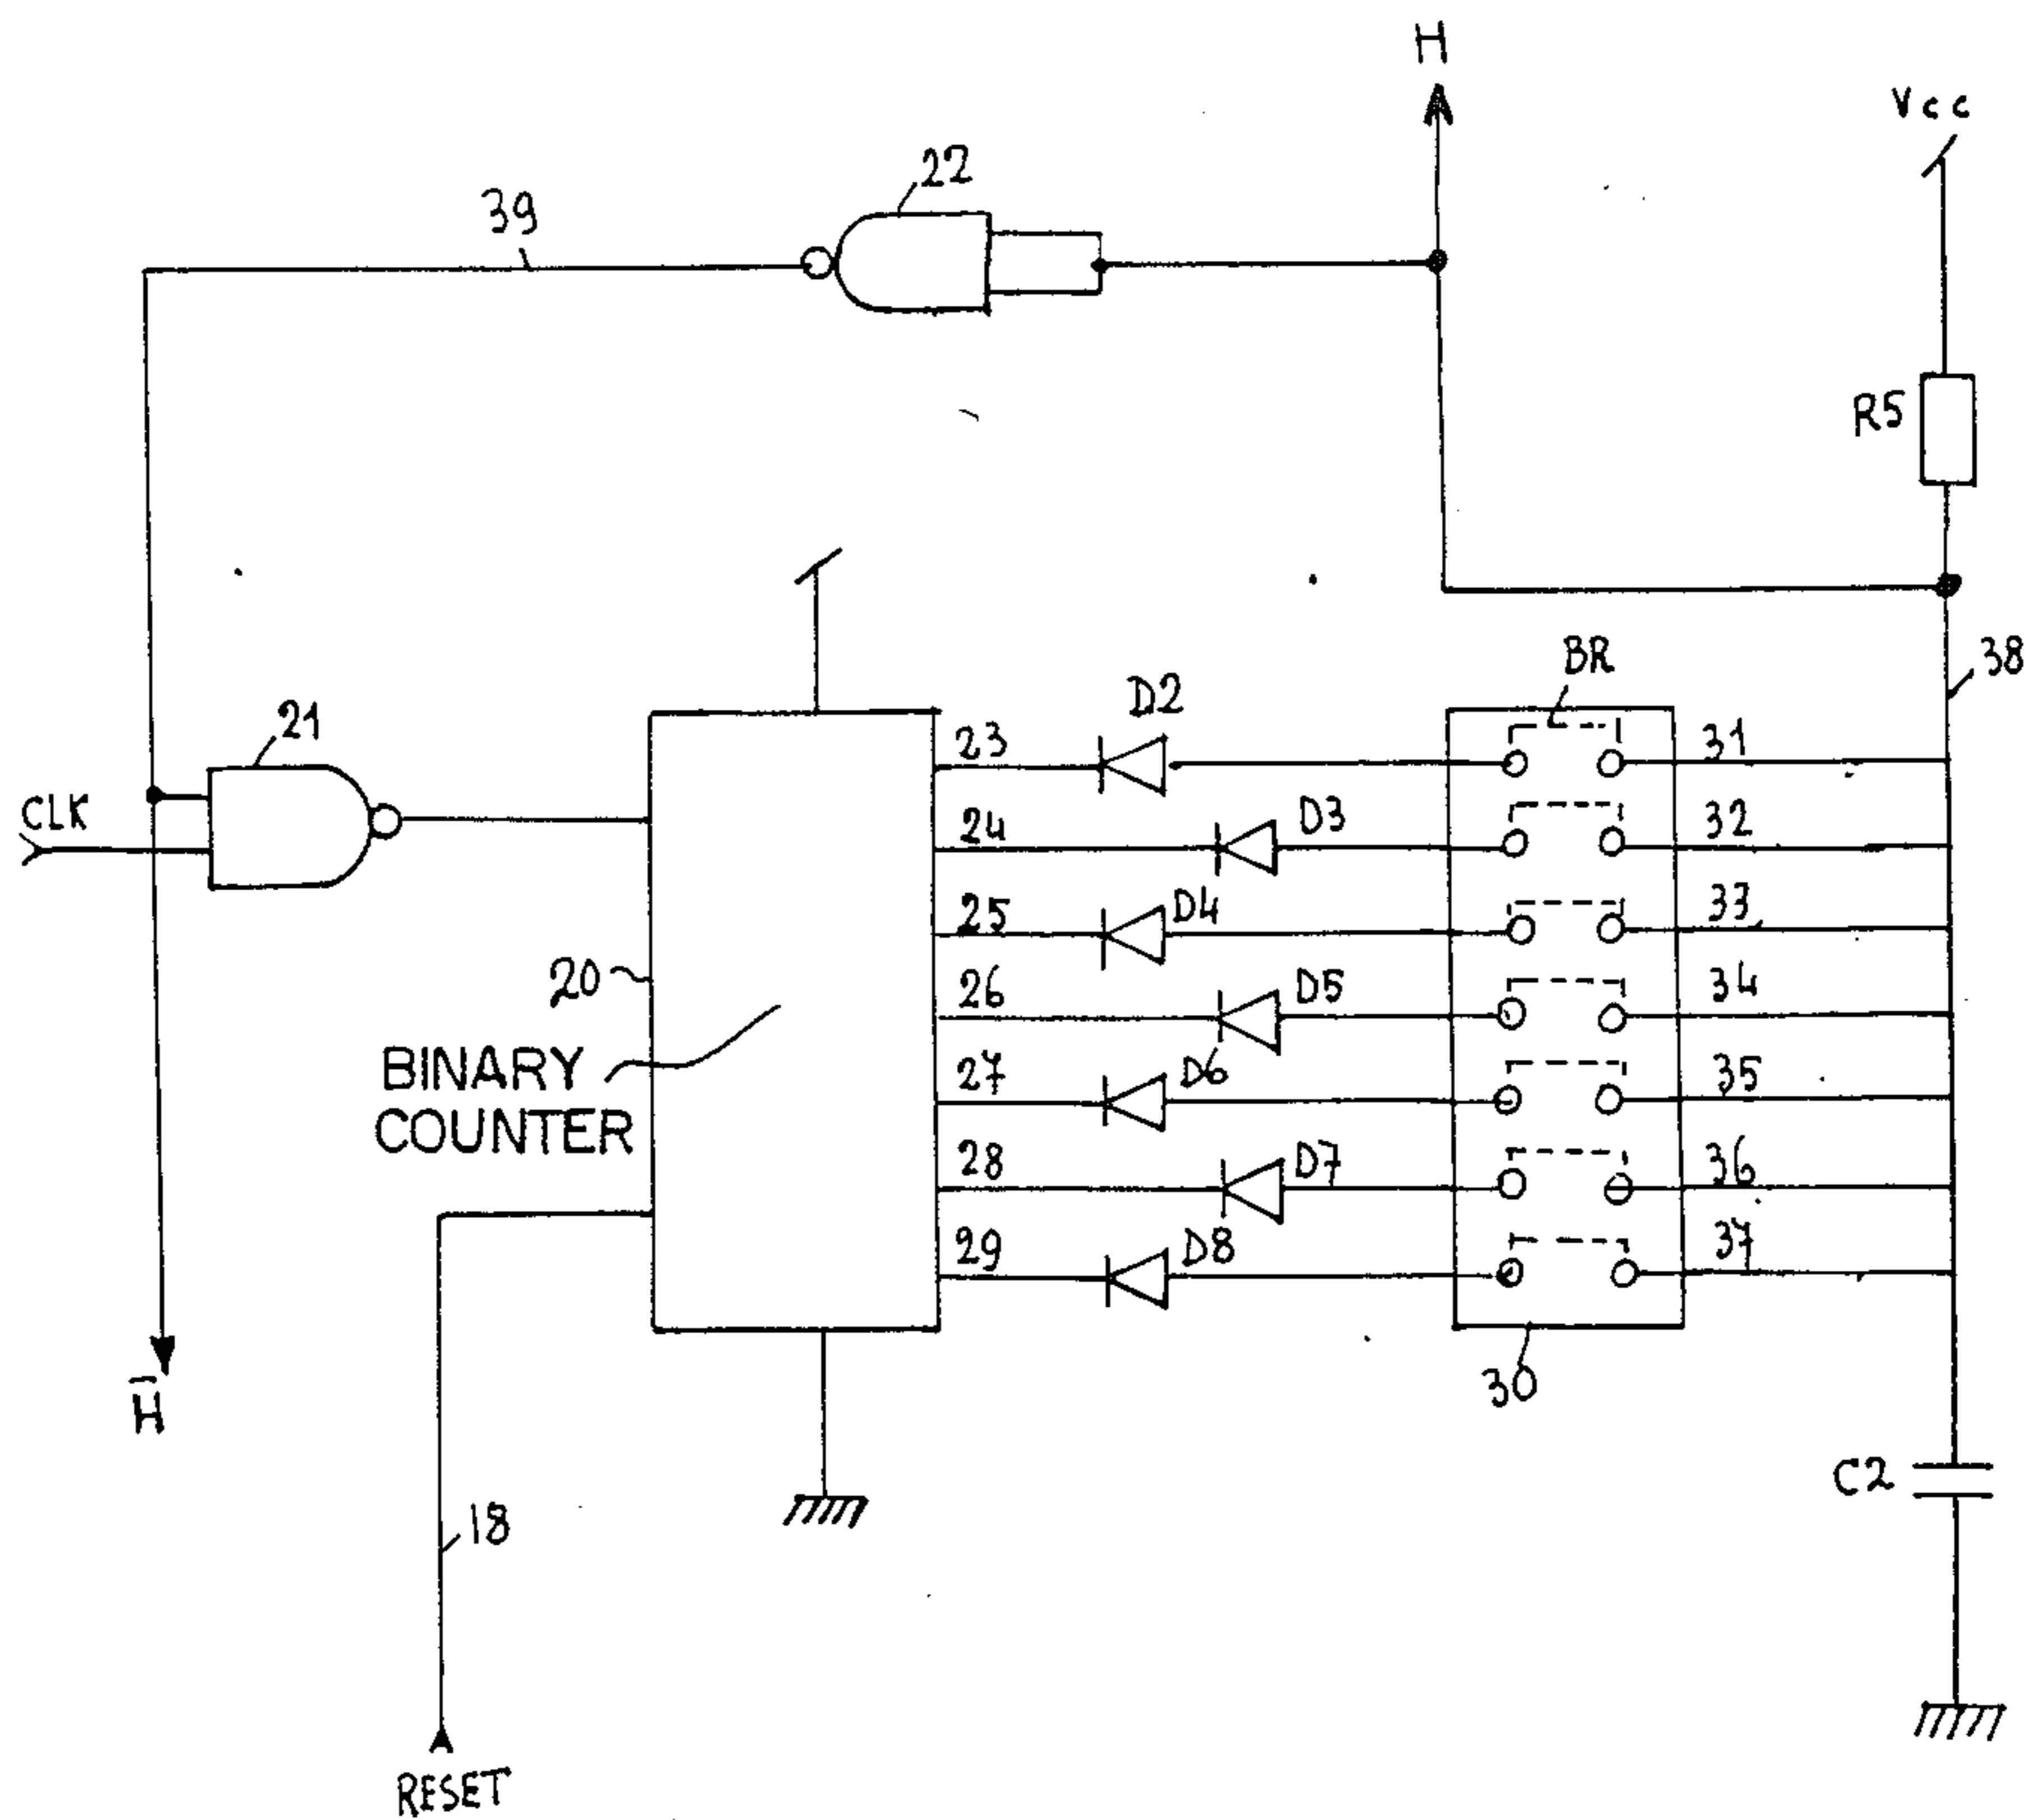 H
Vcc
22
39
R5
BR
38
D2
21
23
31
CLK
24
D3
32
25
D4
33
20
26
D5
34
BINARY
COUNTER
27
D6
35
28
D7
36
29
D8
37
30
H̄
C2
18
RESET